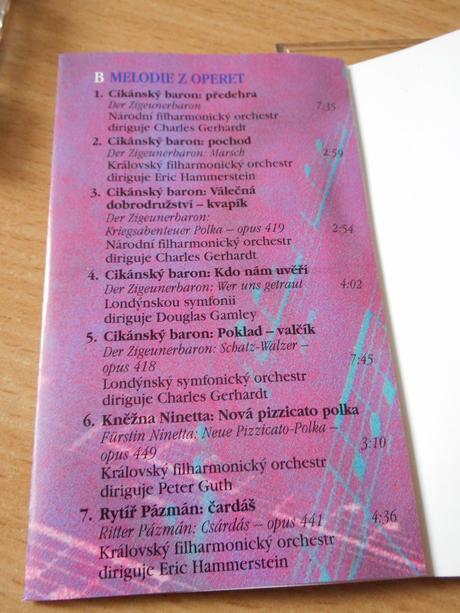 B MELODIE Z OPERET
1. Cikánský baron: předehra
Der Zigeunerbaron 7:35
Národní filharmonický orchestr
diriguje Charles Gerhardt
2. Cikánský baron: pochod
Der Zigeunerbaron: Marsch 2:59
Královský filharmonický orchestr
diriguje Eric Hammerstein
3. Cikánský baron: Válečná
dobrodružství – kvapík
Der Zigeunerbaron:
Kriegsabenteuer Polka – opus 419 2:54
Národní filharmonický orchestr
diriguje Charles Gerhardt
4. Cikánský baron: Kdo nám uvěří
Der Zigeunerbaron: Wer uns getraut 4:02
Londýnskou symfonii
diriguje Douglas Gamley
5. Cikánský baron: Poklad – valčík
Der Zigeunerbaron: Schatz-Walzer –
opus 418 7:45
Londýnský symfonický orchestr
diriguje Charles Gerhardt
6. Kněžna Ninetta: Nová pizzicato polka
Fürstin Ninetta: Neue Pizzicato-Polka –
opus 449 3:10
Královský filharmonický orchestr
diriguje Peter Guth
7. Rytíř Pázmán: čardáš
Ritter Pázmán: Csárdás – opus 441 4:36
Královský filharmonický orchestr
diriguje Eric Hammerstein